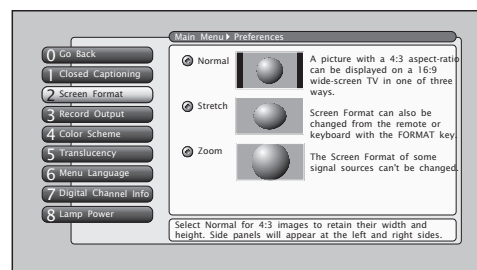 Main Menu Preferences
0 Go Back
1 Closed Captioning
2 Screen Format
3 Record Output
4 Color Scheme
5 Translucency
6 Menu Language
7 Digital Channel Info
8 Lamp Power
Normal
Stretch
Zoom
A picture with a 4:3 aspect-ratio
can be displayed on a 16:9
wide-screen TV in one of three
ways.
Screen Format can also be
changed from the remote or
keyboard with the FORMAT key.
The Screen Format of some
signal sources can't be changed.
Select Normal for 4:3 images to retain their width and
height. Side panels will appear at the left and right sides.